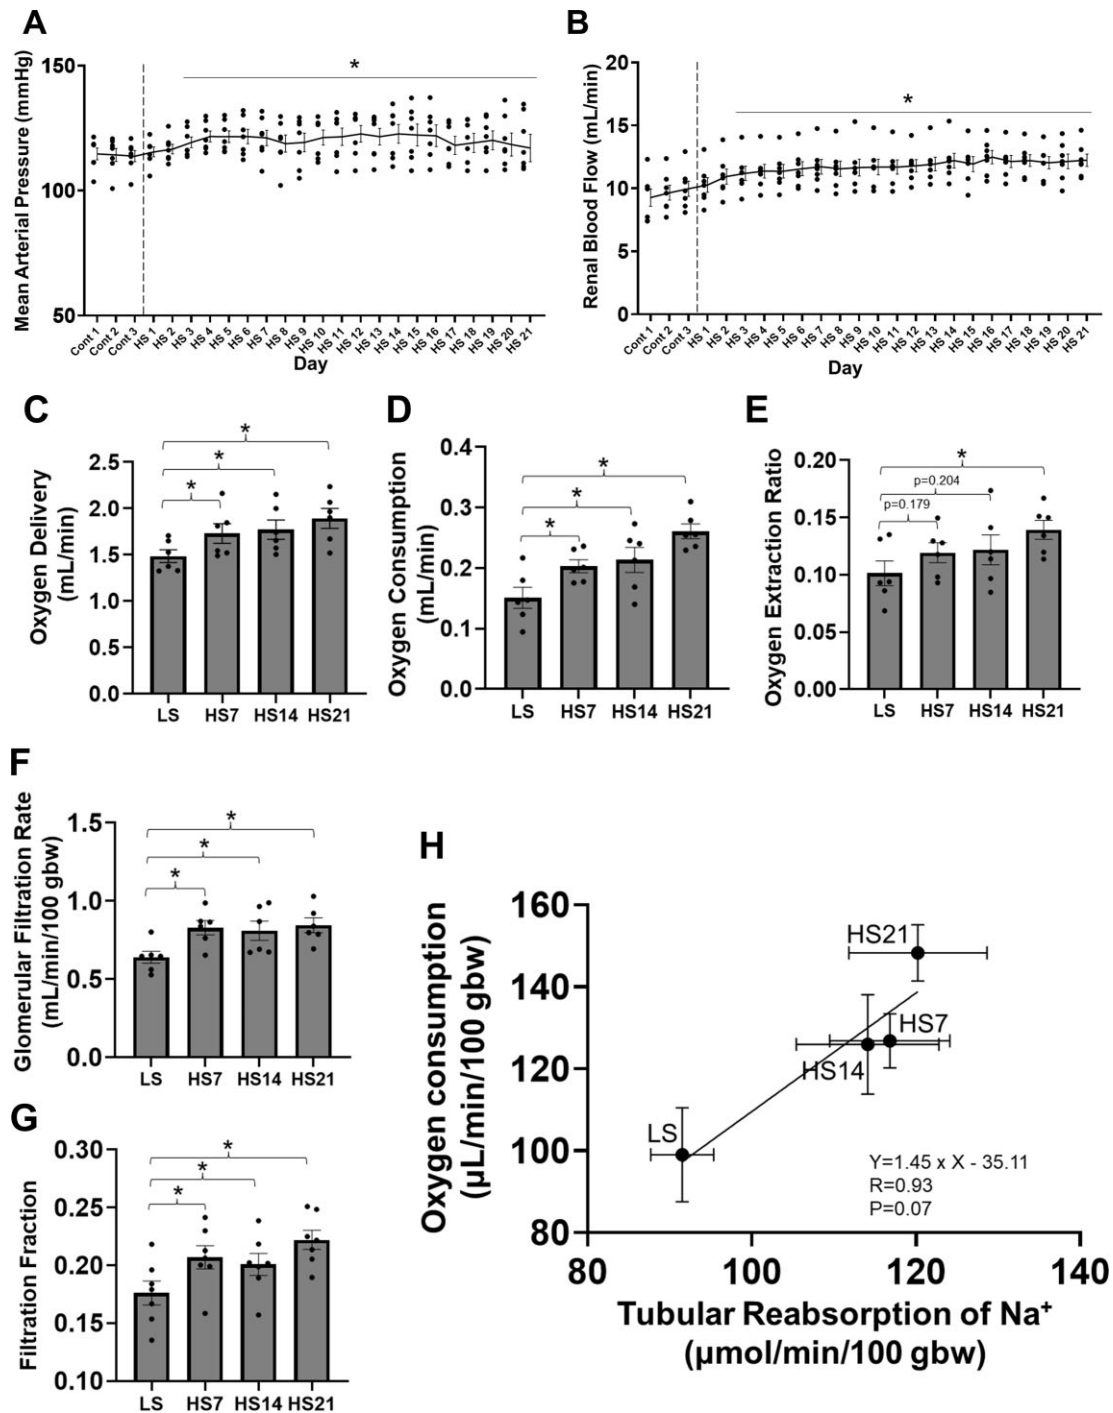 A
Mean Arterial Pressure (mmHg)
150
100
50
*
Cont 1
Cont 2
Cont 3
HS 1
HS 2
HS 3
HS 4
HS 5
HS 6
HS 7
HS 8
HS 9
HS 10
HS 11
HS 12
HS 13
HS 14
HS 15
HS 16
HS 17
HS 18
HS 19
HS 20
HS 21
Day
B
Renal Blood Flow (mL/min)
20
15
10
5
0
*
Cont 1
Cont 2
Cont 3
HS 1
HS 2
HS 3
HS 4
HS 5
HS 6
HS 7
HS 8
HS 9
HS 10
HS 11
HS 12
HS 13
HS 14
HS 15
HS 16
HS 17
HS 18
HS 19
HS 20
HS 21
Day
C
Oxygen Delivery
(mL/min)
2.5
2.0
1.5
1.0
0.5
0.0
*
*
*
LS HS7 HS14 HS21
D
Oxygen Consumption
(mL/min)
0.4
0.3
0.2
0.1
0.0
*
*
*
LS HS7 HS14 HS21
E
Oxygen Extraction Ratio
0.20
0.15
0.10
0.05
0.00
*
p=0.204
p=0.179
LS HS7 HS14 HS21
F
Glomerular Filtration Rate
(mL/min/100 gbw)
1.5
1.0
0.5
0.0
*
*
*
LS HS7 HS14 HS21
G
Filtration Fraction
0.30
0.25
0.20
0.15
0.10
*
*
*
LS HS7 HS14 HS21
H
Oxygen consumption
(µL/min/100 gbw)
160
140
120
100
80
HS21
HS7
HS14
LS
Y=1.45 x X - 35.11
R=0.93
P=0.07
80 100 120 140
Tubular Reabsorption of Na⁺
(µmol/min/100 gbw)